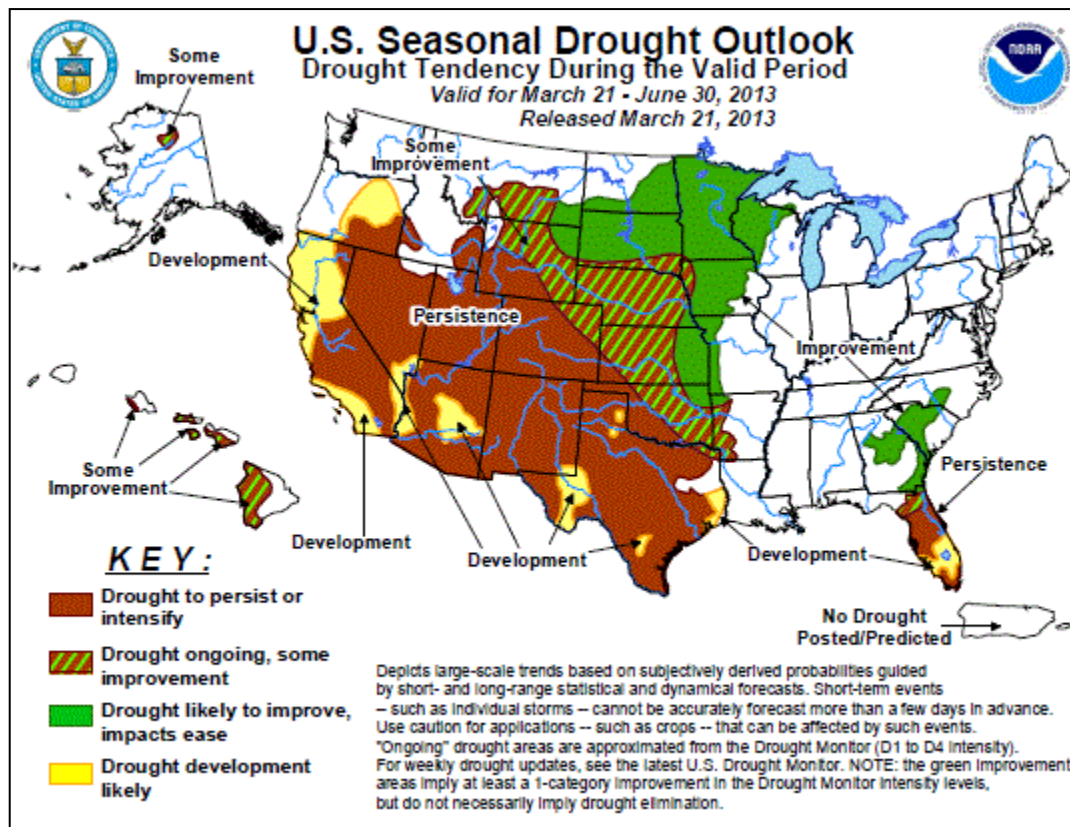 U.S. Seasonal Drought Outlook
Drought Tendency During the Valid Period
Valid for March 21 - June 30, 2013
Released March 21, 2013
NOAA
Some
Improvement
Some
Improvement
Development
Persistence
Improvement
Some
Improvement
Persistence
Development
Development
Development
No Drought
Posted/Predicted
KEY:
Drought to persist or
intensify
Drought ongoing, some
improvement
Drought likely to improve,
impacts ease
Drought development
likely
Depicts large-scale trends based on subjectively derived probabilities guided
by short- and long-range statistical and dynamical forecasts. Short-term events
-- such as individual storms -- cannot be accurately forecast more than a few days in advance.
Use caution for applications -- such as crops -- that can be affected by such events.
"Ongoing" drought areas are approximated from the Drought Monitor (D1 to D4 intensity).
For weekly drought updates, see the latest U.S. Drought Monitor. NOTE: the green improvement
areas imply at least a 1-category improvement in the Drought Monitor intensity levels,
but do not necessarily imply drought elimination.